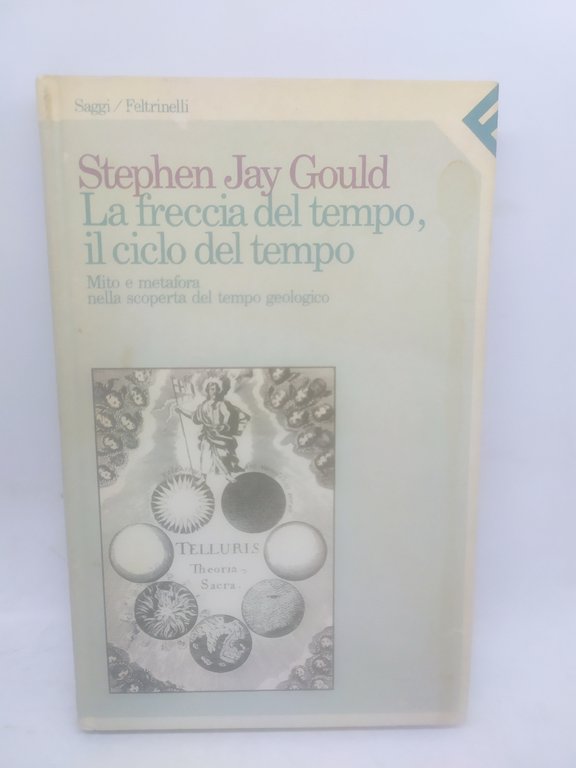 Saggi/Feltrinelli
Stephen Jay Gould
La freccia del tempo,
il ciclo del tempo
Mito e metafora
nella scoperta del tempo geologico
TELLURIS
Theoria
Sacra.